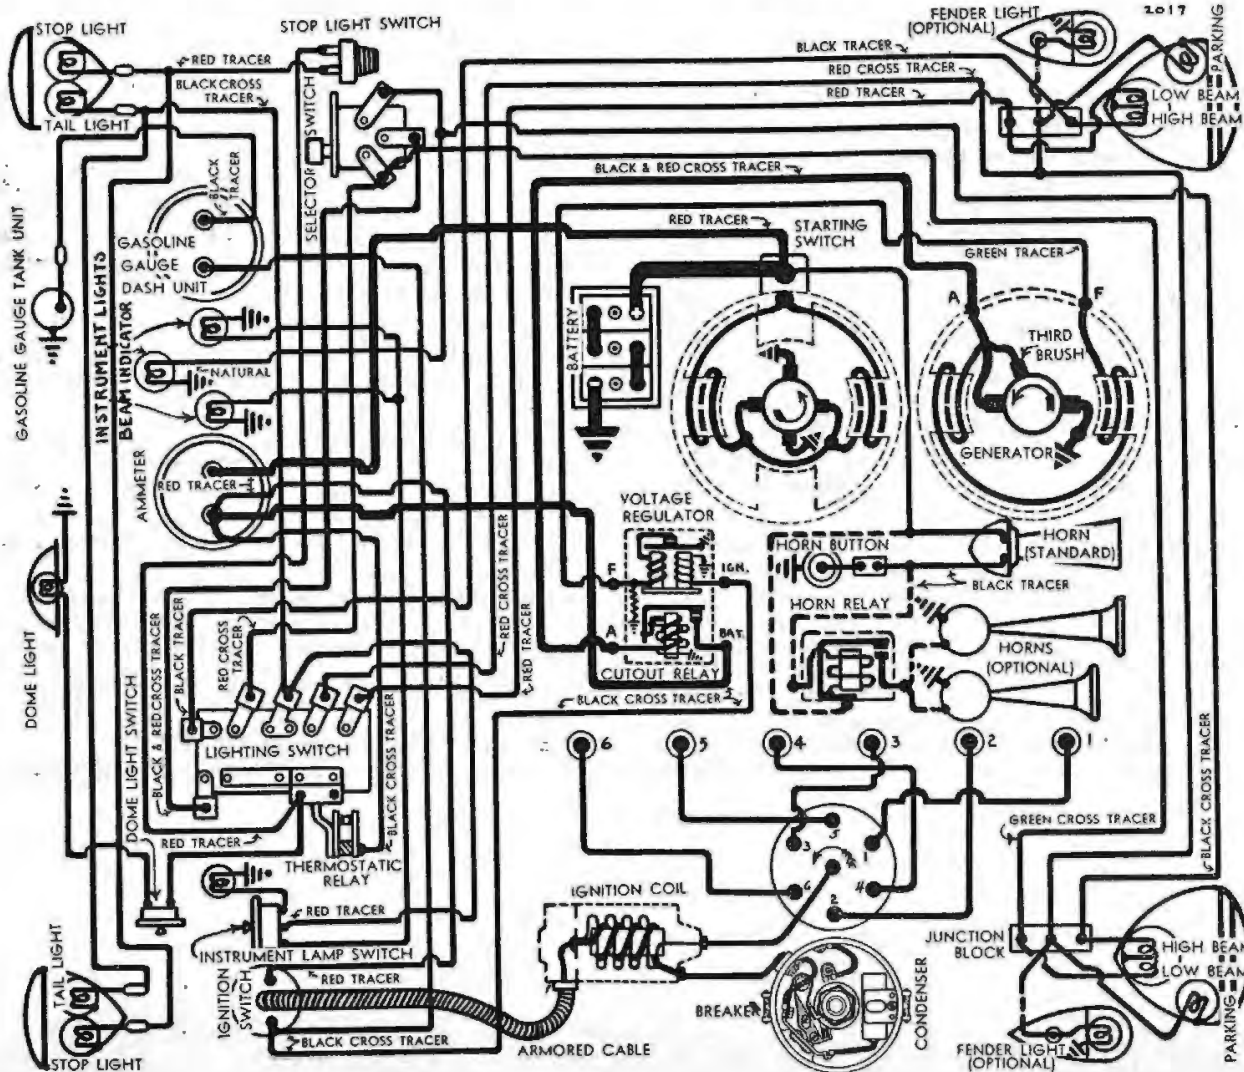 STOP LIGHT
STOP LIGHT SWITCH
FENDER LIGHT
(OPTIONAL)
2017
PARKING
RED TRACER
BLACK TRACER
BLACK CROSS
TRACER
RED CROSS TRACER
RED TRACER
LOW BEAM
HIGH BEAM
TAIL LIGHT
SELECTOR SWITCH
BLACK & RED CROSS TRACER
BLACK
TRACER
RED TRACER
STARTING
SWITCH
GREEN TRACER
GASOLINE GAUGE TANK UNIT
GASOLINE
GAUGE
DASH UNIT
A
F
BATTERY
THIRD
BRUSH
INSTRUMENT LIGHTS
BEAM INDICATOR
NATURAL
GENERATOR
AMMETER
RED TRACER
VOLTAGE
REGULATOR
HORN BUTTON
HORN
(STANDARD)
F
IGN.
BLACK TRACER
HORN RELAY
RED CROSS TRACER
RED TRACER
A
BAT.
HORNS
(OPTIONAL)
CUTOUT RELAY
DOME LIGHT
BLACK TRACER
RED CROSS
TRACER
BLACK CROSS TRACER
LIGHTING SWITCH
6
5
4
3
2
1
DOME LIGHT SWITCH
BLACK & RED CROSS TRACER
BLACK CROSS TRACER
BLACK CROSS TRACER
RED TRACER
THERMOSTATIC
RELAY
5
3
1
6
4
2
GREEN CROSS TRACER
IGNITION COIL
RED TRACER
INSTRUMENT LAMP SWITCH
JUNCTION
BLOCK
HIGH BEAM
LOW BEAM
TAIL LIGHT
IGNITION
SWITCH
RED TRACER
BREAKER
CONDENSER
PARKING
BLACK CROSS TRACER
ARMORED CABLE
STOP LIGHT
FENDER LIGHT
(OPTIONAL)